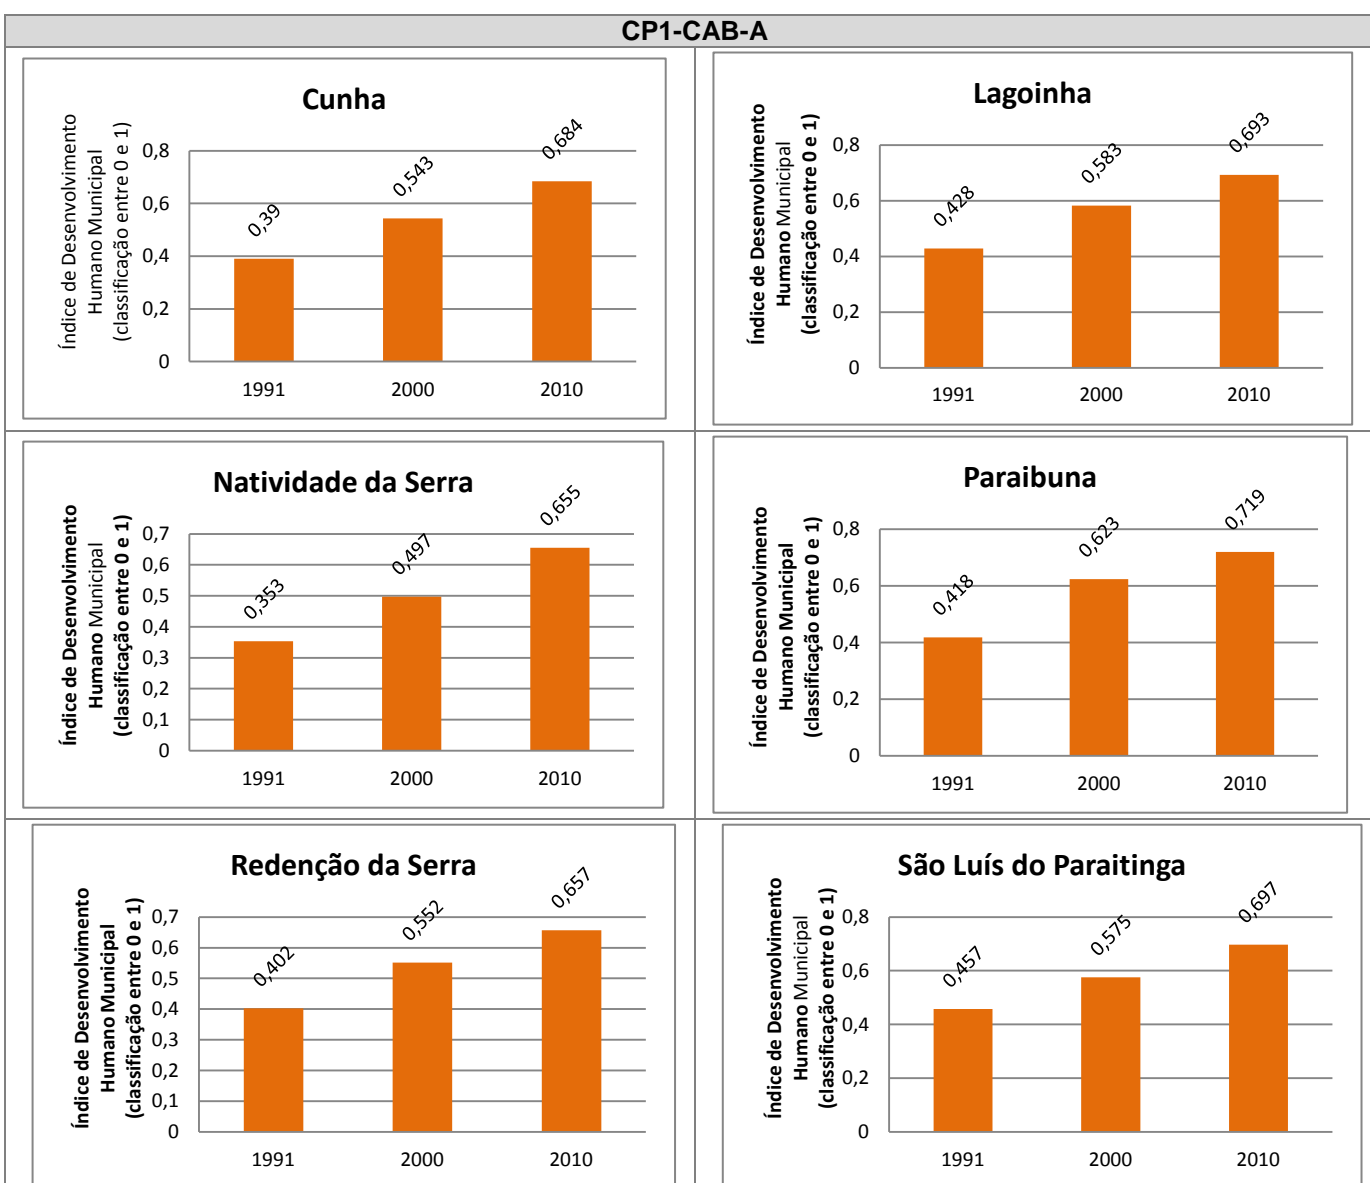 CP1-CAB-A
Cunha
Índice de Desenvolvimento
Humano Municipal
(classificação entre 0 e 1)
0,8
0,6
0,4
0,2
0
0,39
0,543
0,684
1991
2000
2010
Lagoinha
Índice de Desenvolvimento
Humano Municipal
(classificação entre 0 e 1)
0,8
0,6
0,4
0,2
0
0,428
0,583
0,693
1991
2000
2010
Natividade da Serra
Índice de Desenvolvimento
Humano Municipal
(classificação entre 0 e 1)
0,7
0,6
0,5
0,4
0,3
0,2
0,1
0
0,353
0,497
0,655
1991
2000
2010
Paraibuna
Índice de Desenvolvimento
Humano Municipal
(classificação entre 0 e 1)
0,8
0,6
0,4
0,2
0
0,418
0,623
0,719
1991
2000
2010
Redenção da Serra
Índice de Desenvolvimento
Humano Municipal
(classificação entre 0 e 1)
0,7
0,6
0,5
0,4
0,3
0,2
0,1
0
0,402
0,552
0,657
1991
2000
2010
São Luís do Paraitinga
Índice de Desenvolvimento
Humano Municipal
(classificação entre 0 e 1)
0,8
0,6
0,4
0,2
0
0,457
0,575
0,697
1991
2000
2010